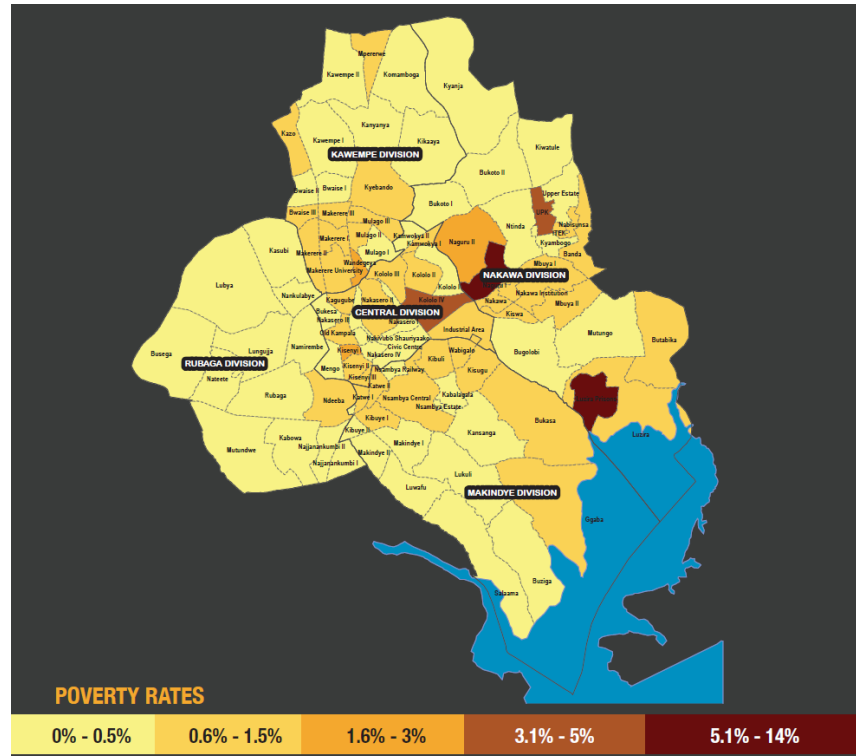 Mpererwe
Kawempe II
Komamboga
Kyanja
Kazo
Kanyanya
Kawempe I
Kikaaya
Kiwatule
KAWEMPE DIVISION
Bukoto II
Bwaise II
Bwaise I
Kyebando
Upper Estate
Bukoto I
UPK
Bwaise III
Makerere III
Mulago III
Ntinda
Nabisunsa
ITEK
Makerere I
Mulago II
Kamwokya II
Kamwokya I
Naguru II
Kyambogo
Kasubi
Makerere II
Wandegeya
Mulago I
Banda
Mbuya I
Makerere University
Kololo III
Kololo II
NAKAWA DIVISION
Lubya
Kololo I
Nakawa Institution
Nankulabye
Kagugube
Nakasero II
Kololo IV
Nakawa
Mbuya II
Bukesa
CENTRAL DIVISION
Kiswa
Nakasero III
Nakasero I
Old Kampala
Industrial Area
Mutungo
Busega
Lunguja
Namirembe
Nakivubo Shaunyaako
Civic Centre
Bugolobi
Butabika
Kisenyi I
Nakasero IV
Kibuli
Wabigalo
RUBAGA DIVISION
Mengo
Kisenyi II
Nsambya Railway
Kisugu
Nateete
Kisenyi III
Katwe II
Rubaga
Ndeeba
Katwe I
Nsambya Central
Kabalagala
Nsambya Estate
Kibuye I
Bukasa
Mutundwe
Kabowa
Kibuye II
Kansanga
Luzira
Najjanankumbi II
Makindye I
Makindye II
Najjanankumbi I
Lukuli
Luwafu
MAKINDYE DIVISION
Ggaba
Buziga
Salaama
POVERTY RATES
0% - 0.5%
0.6% - 1.5%
1.6% - 3%
3.1% - 5%
5.1% - 14%